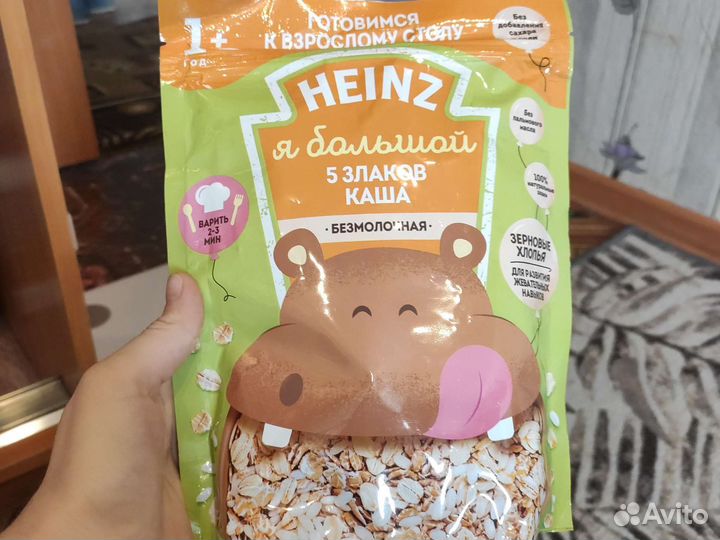 ГОТОВИМСЯ
К ВЗРОСЛОМУ СТОЛУ
1+
ГОД
Без
добавления
сахара
HEINZ
я большой
5 ЗЛАКОВ
КАША
· БЕЗМОЛОЧНАЯ ·
ВАРИТЬ
2-3
МИН
Без
пальмового
масла
100%
натуральные
злаки
ЗЕРНОВЫЕ
ХЛОПЬЯ
ДЛЯ РАЗВИТИЯ
ЖЕВАТЕЛЬНЫХ
НАВЫКОВ
Avito